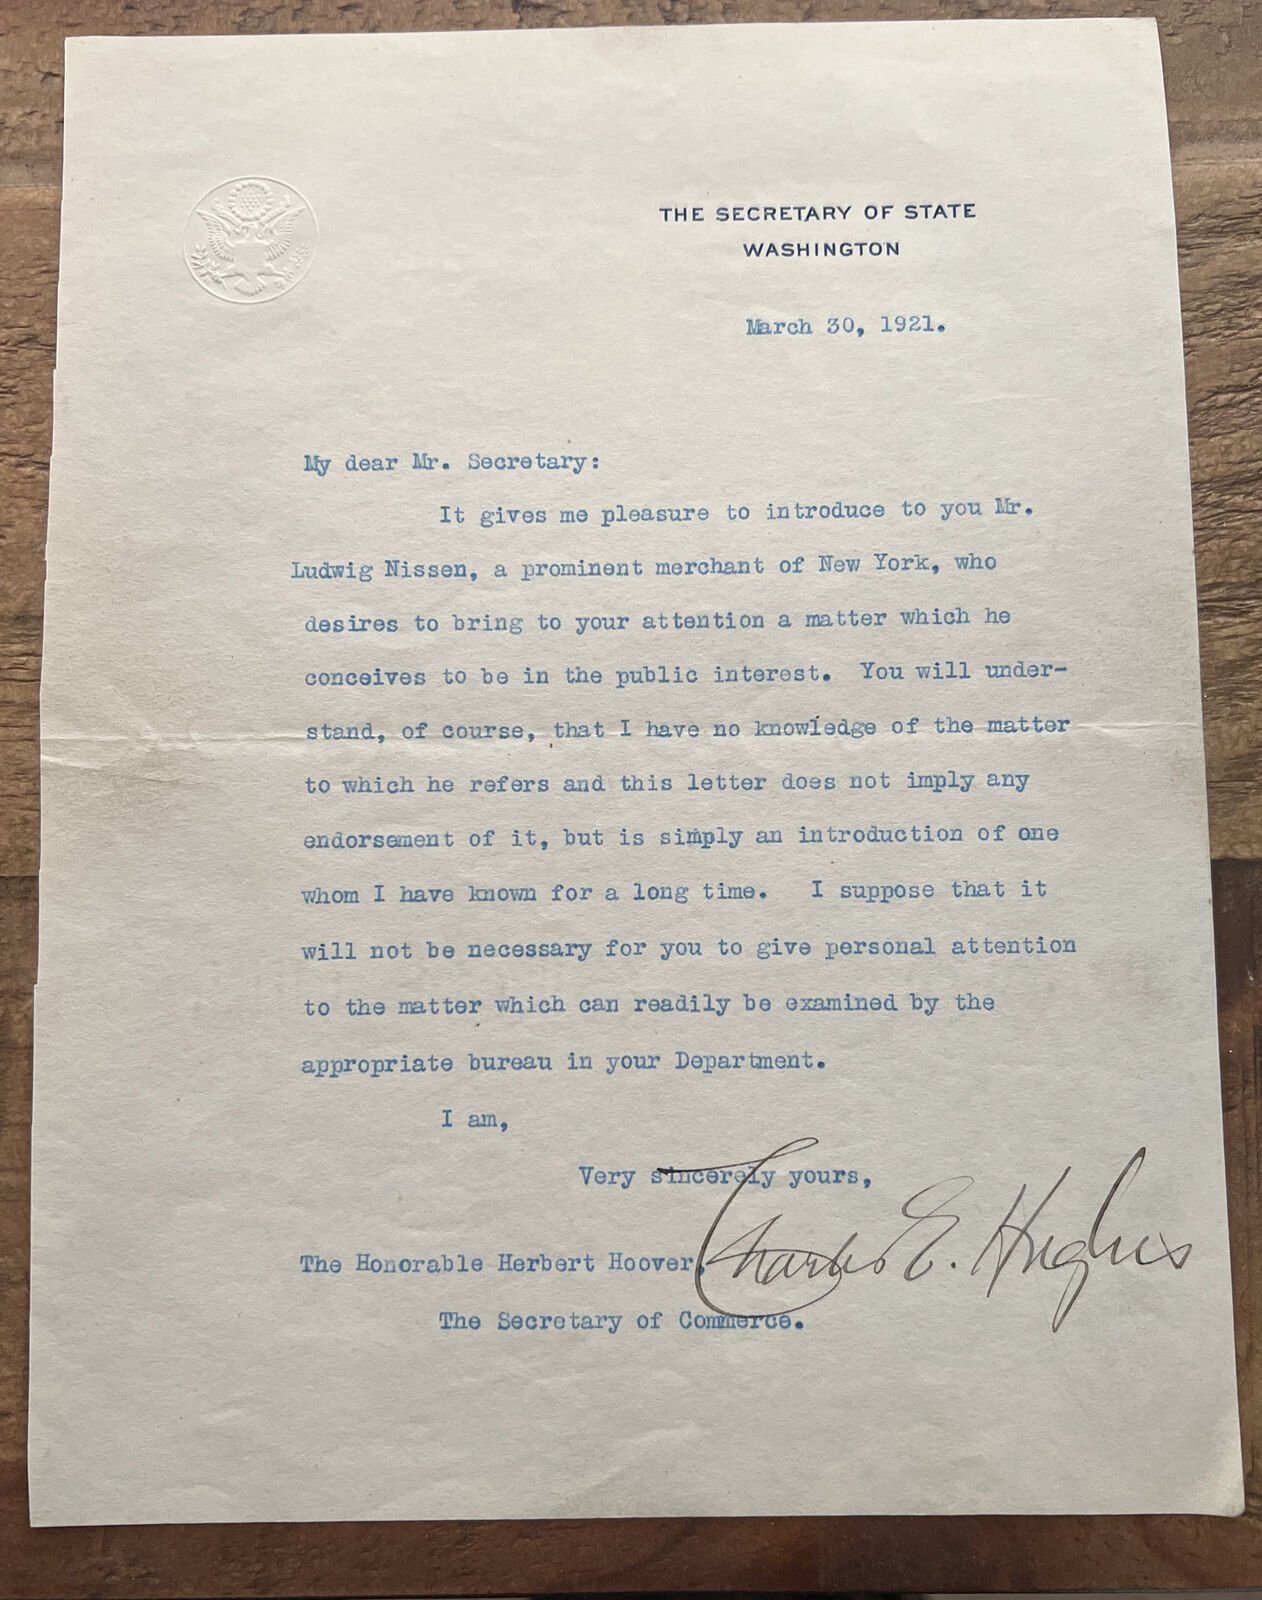 THE SECRETARY OF STATE
WASHINGTON
March 30, 1921.
My dear Mr. Secretary:
It gives me pleasure to introduce to you Mr.
Ludwig Nissen, a prominent merchant of New York, who
desires to bring to your attention a matter which he
conceives to be in the public interest. You will under-
stand, of course, that I have no knowledge of the matter
to which he refers and this letter does not imply any
endorsement of it, but is simply an introduction of one
whom I have known for a long time. I suppose that it
will not be necessary for you to give personal attention
to the matter which can readily be examined by the
appropriate bureau in your Department.
I am,
Very sincerely yours,
Charles E. Hughes
The Honorable Herbert Hoover,
The Secretary of Commerce.